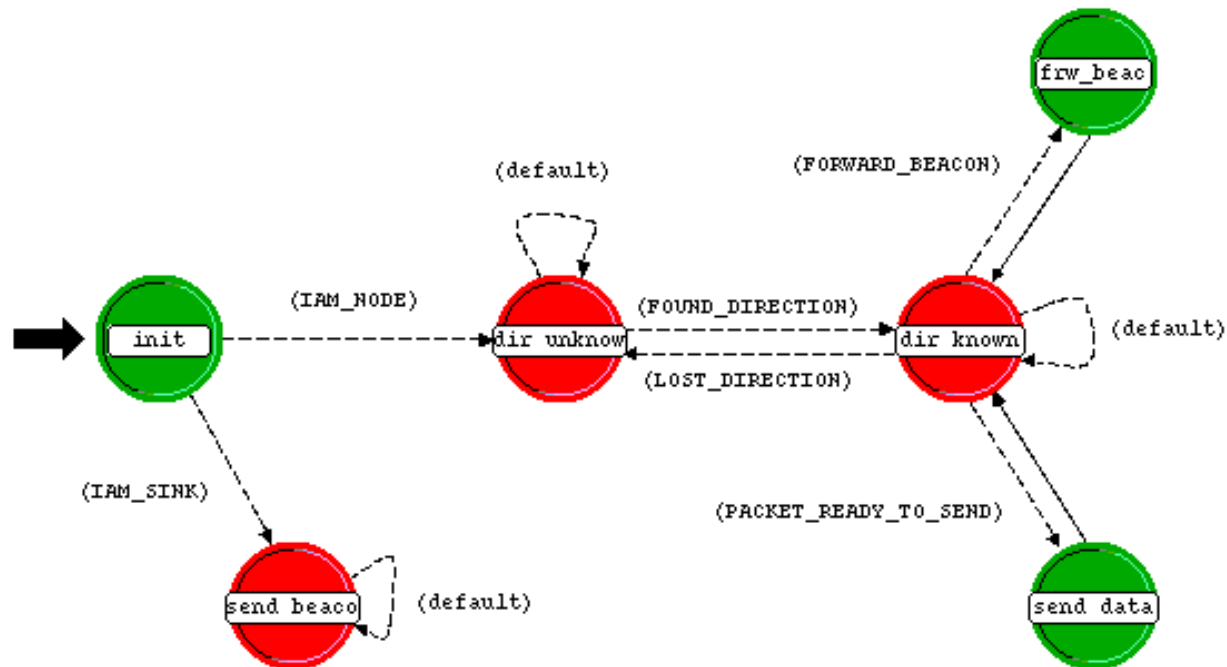 frw_beac
(FORWARD_BEACON)
(default)
(IAM_NODE)
(FOUND_DIRECTION)
init
dir unknow
dir known
(default)
(LOST_DIRECTION)
(IAM_SINK)
(PACKET_READY_TO_SEND)
send beaco
(default)
send data